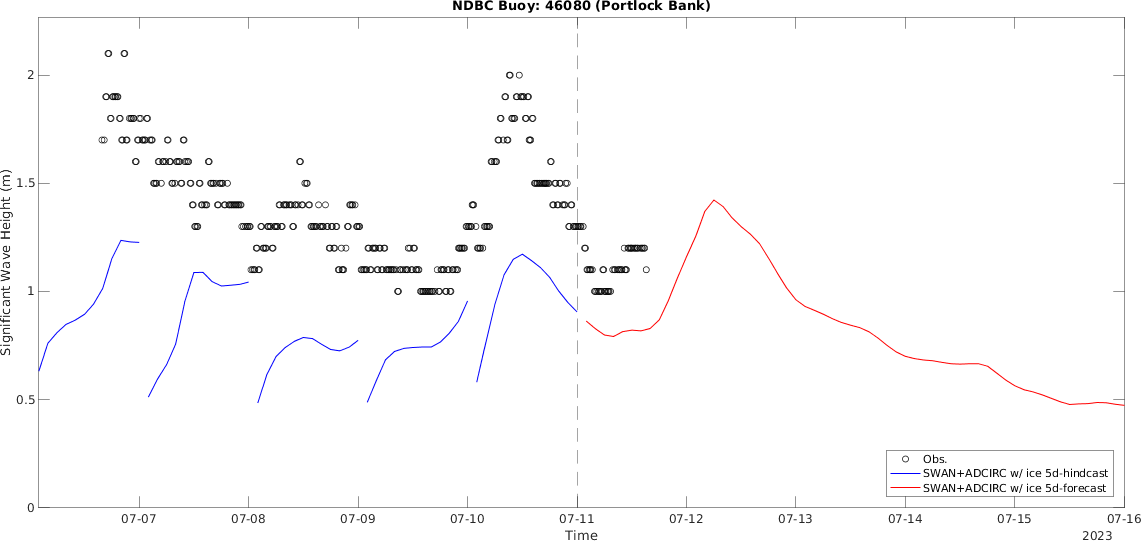 NDBC Buoy: 46080 (Portlock Bank)
2
1.5
1
0.5
0
Significant Wave Height (m)
Obs.
SWAN+ADCIRC w/ ice 5d-hindcast
SWAN+ADCIRC w/ ice 5d-forecast
07-07 07-08 07-09 07-10 07-11 07-12 07-13 07-14 07-15 07-16
Time
2023